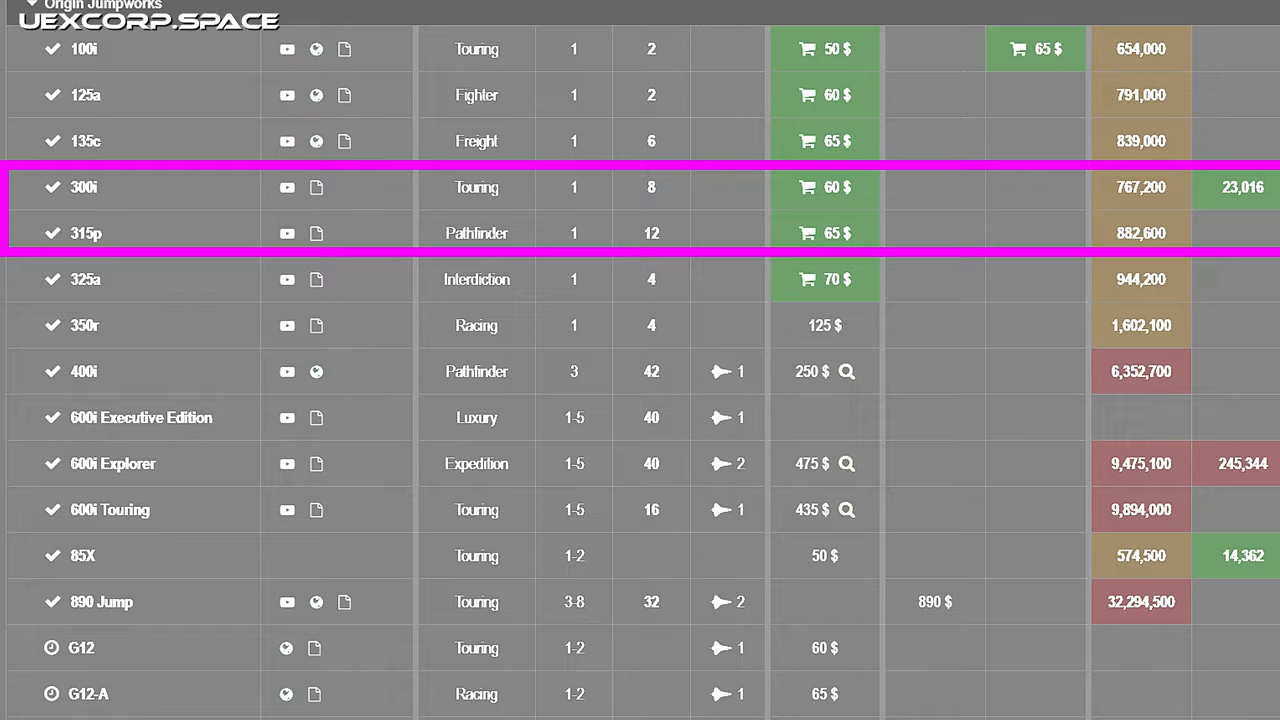 Origin Jumpworks
UEXCORP.SPACE
100i Touring 1 2 50 $ 65 $ 654,000
125a Fighter 1 2 60 $ 791,000
135c Freight 1 6 65 $ 839,000
300i Touring 1 8 60 $ 767,200 23,016
315p Pathfinder 1 12 65 $ 882,600
325a Interdiction 1 4 70 $ 944,200
350r Racing 1 4 125 $ 1,602,100
400i Pathfinder 3 42 1 250 $ 6,352,700
600i Executive Edition Luxury 1-5 40 1
600i Explorer Expedition 1-5 40 2 475 $ 9,475,100 245,344
600i Touring Touring 1-5 16 1 435 $ 9,894,000
85X Touring 1-2 50 $ 574,500 14,362
890 Jump Touring 3-8 32 2 890 $ 32,294,500
G12 Touring 1-2 1 60 $
G12-A Racing 1-2 1 65 $